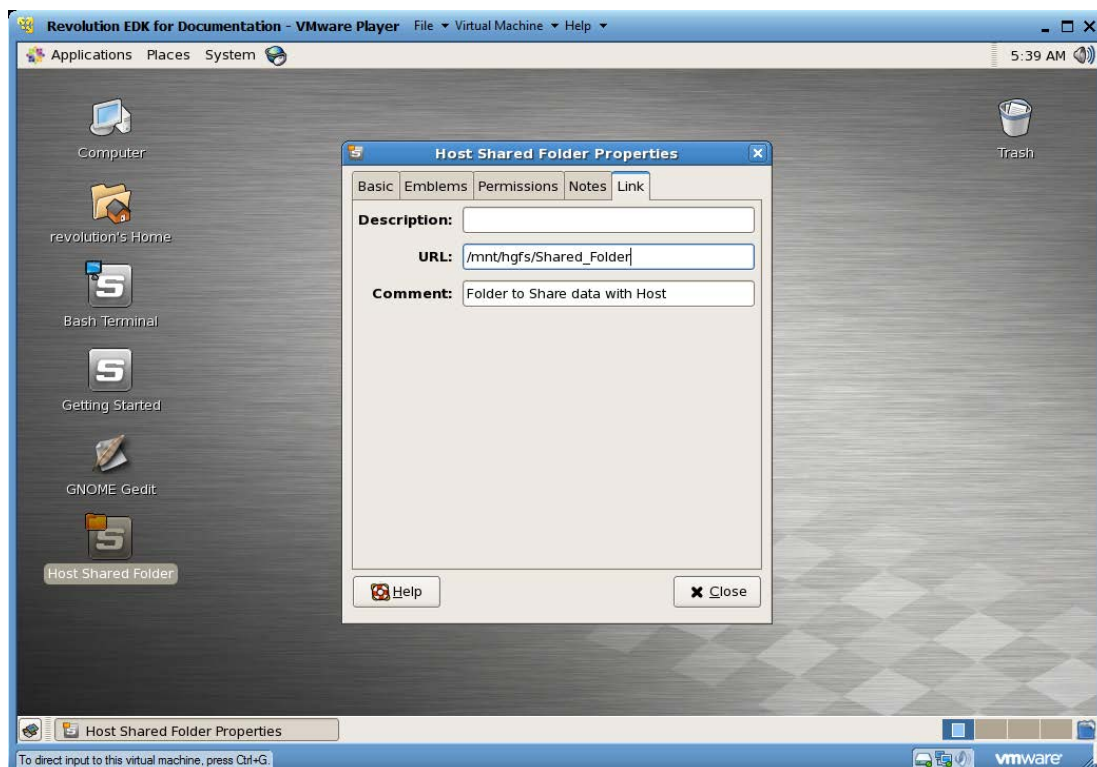 Revolution EDK for Documentation - VMware Player File Virtual Machine Help
Applications Places System 5:39 AM
Computer
Trash
Host Shared Folder Properties
Basic Emblems Permissions Notes Link
Description:
revolution's Home
URL: /mnt/hgfs/Shared_Folder
Comment: Folder to Share data with Host
Bash Terminal
Getting Started
GNOME Gedit
Host Shared Folder
Help Close
Host Shared Folder Properties
To direct input to this virtual machine, press Ctrl+G.
vmware